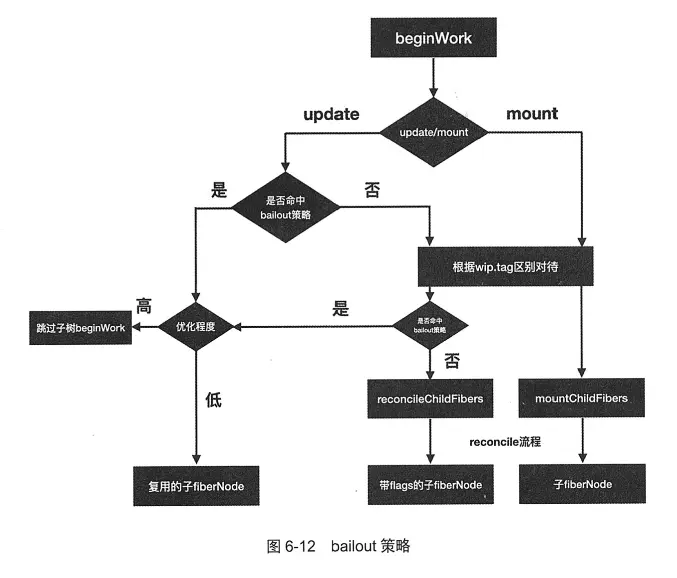 beginWork
update
update/mount
mount
是
是否命中
bailout策略
否
根据wip.tag区别对待
高
跳过子树beginWork
优化程度
是
是否命中
bailout策略
否
低
reconcileChildFibers
mountChildFibers
reconcile流程
复用的子fiberNode
带flags的子fiberNode
子fiberNode
图 6-12 bailout 策略